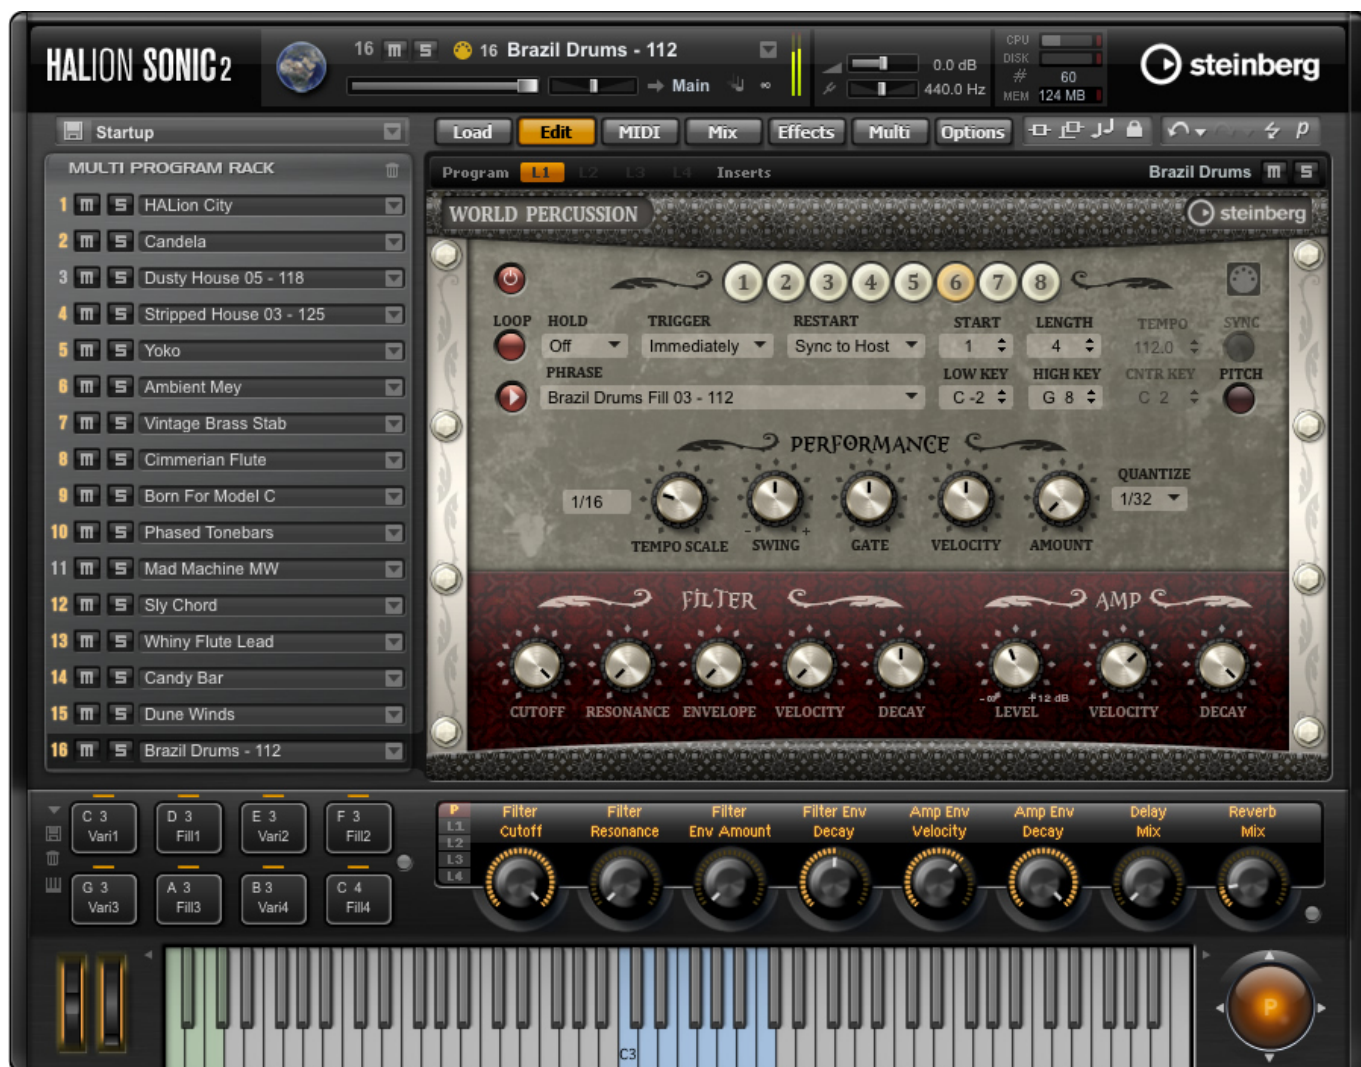 HALION SONIC 2
16 m S 16 Brazil Drums - 112
Main
0.0 dB
440.0 Hz
CPU
DISK
# 60
MEM 124 MB
steinberg
Startup
Load Edit MIDI Mix Effects Multi Options
MULTI PROGRAM RACK
Program L1 L2 L3 L4 Inserts
Brazil Drums m S
1 m S HALion City
2 m S Candela
3 m S Dusty House 05 - 118
4 m S Stripped House 03 - 125
5 m S Yoko
6 m S Ambient Mey
7 m S Vintage Brass Stab
8 m S Cimmerian Flute
9 m S Born For Model C
10 m S Phased Tonebars
11 m S Mad Machine MW
12 m S Sly Chord
13 m S Whiny Flute Lead
14 m S Candy Bar
15 m S Dune Winds
16 m S Brazil Drums - 112
WORLD PERCUSSION
steinberg
1 2 3 4 5 6 7 8
LOOP HOLD TRIGGER RESTART START LENGTH TEMPO SYNC
Off Immediately Sync to Host 1 4 112.0
PHRASE LOW KEY HIGH KEY CNTR KEY PITCH
Brazil Drums Fill 03 - 112 C -2 G 8 C 2
PERFORMANCE
QUANTIZE
1/16
1/32
- +
TEMPO SCALE SWING GATE VELOCITY AMOUNT
FILTER
AMP
-∞ +12 dB
CUTOFF RESONANCE ENVELOPE VELOCITY DECAY LEVEL VELOCITY DECAY
C 3 Vari1
D 3 Fill1
E 3 Vari2
F 3 Fill2
G 3 Vari3
A 3 Fill3
B 3 Vari4
C 4 Fill4
P
L1
L2
L3
L4
Filter Cutoff
Filter Resonance
Filter Env Amount
Filter Env Decay
Amp Env Velocity
Amp Env Decay
Delay Mix
Reverb Mix
C3
P